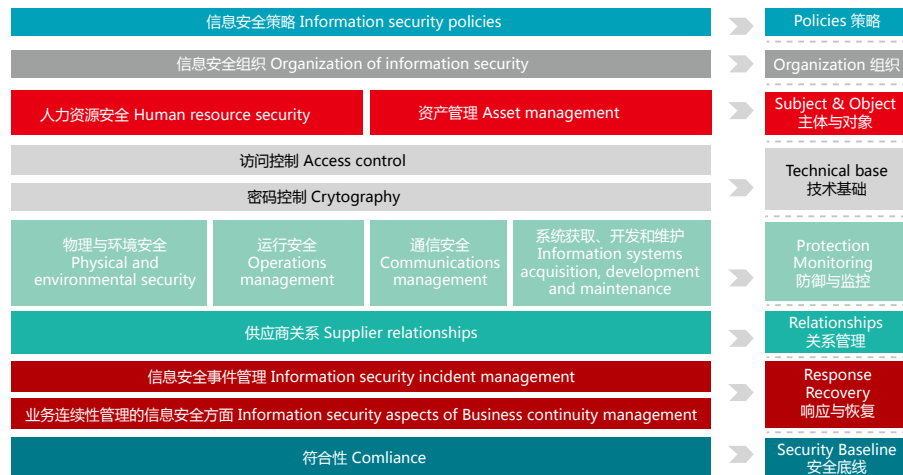 信息安全策略 Information security policies
Policies 策略
信息安全组织 Organization of information security
Organization 组织
人力资源安全 Human resource security
资产管理 Asset management
Subject & Object
主体与对象
访问控制 Access control
密码控制 Crytography
Technical base
技术基础
物理与环境安全
Physical and
environmental security
运行安全
Operations
management
通信安全
Communications
management
系统获取、开发和维护
Information systems
acquisition, development
and maintenance
Protection
Monitoring
防御与监控
供应商关系 Supplier relationships
Relationships
关系管理
信息安全事件管理 Information security incident management
业务连续性管理的信息安全方面 Information security aspects of Business continuity management
Response
Recovery
响应与恢复
符合性 Comliance
Security Baseline
安全底线